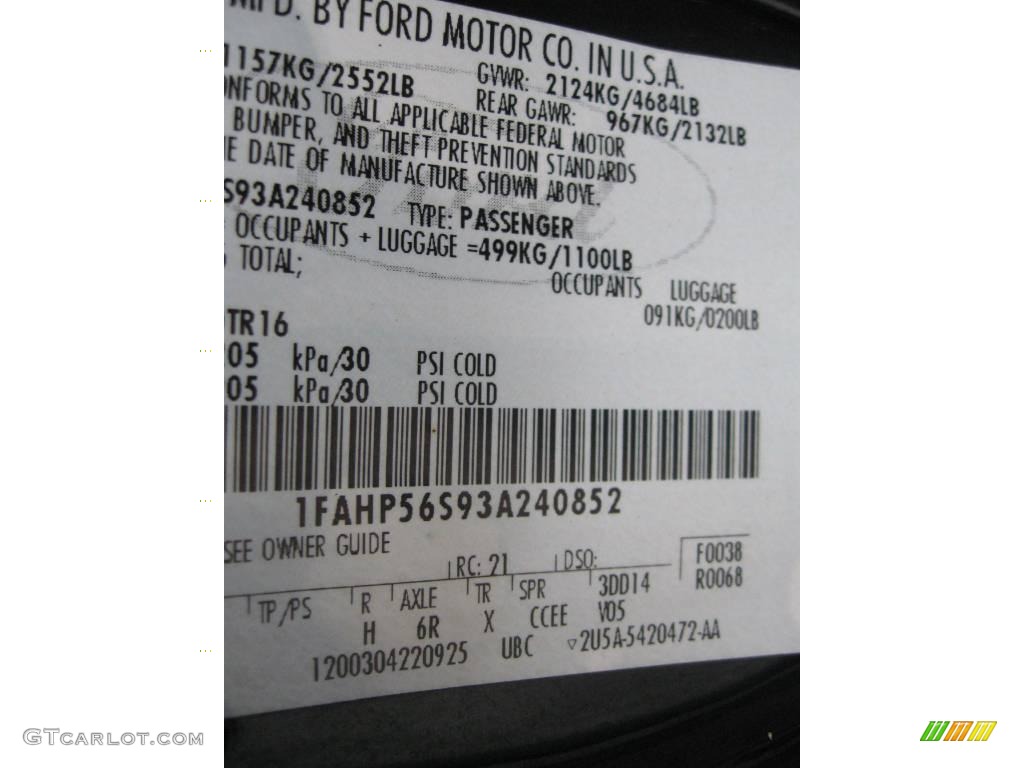 MFD. BY FORD MOTOR CO. IN U.S.A.
GVWR: 2124KG/4684LB
1157KG/2552LB REAR GAWR: 967KG/2132LB
ONFORMS TO ALL APPLICABLE FEDERAL MOTOR
BUMPER, AND THEFT PREVENTION STANDARDS
E DATE OF MANUFACTURE SHOWN ABOVE.
S93A240852 TYPE: PASSENGER
OCCUPANTS + LUGGAGE =499KG/1100LB
TOTAL; OCCUPANTS LUGGAGE
091KG/0200LB
TR16
05 kPa/30 PSI COLD
05 kPa/30 PSI COLD
1FAHP56S93A240852
SEE OWNER GUIDE
RC: 21 DSO: F0038
R0068
TP/PS R AXLE TR SPR 3DD14
H 6R X CCEE V05
1200304220925 UBC ▿2U5A-5420472-AA
GTCARLOT.COM